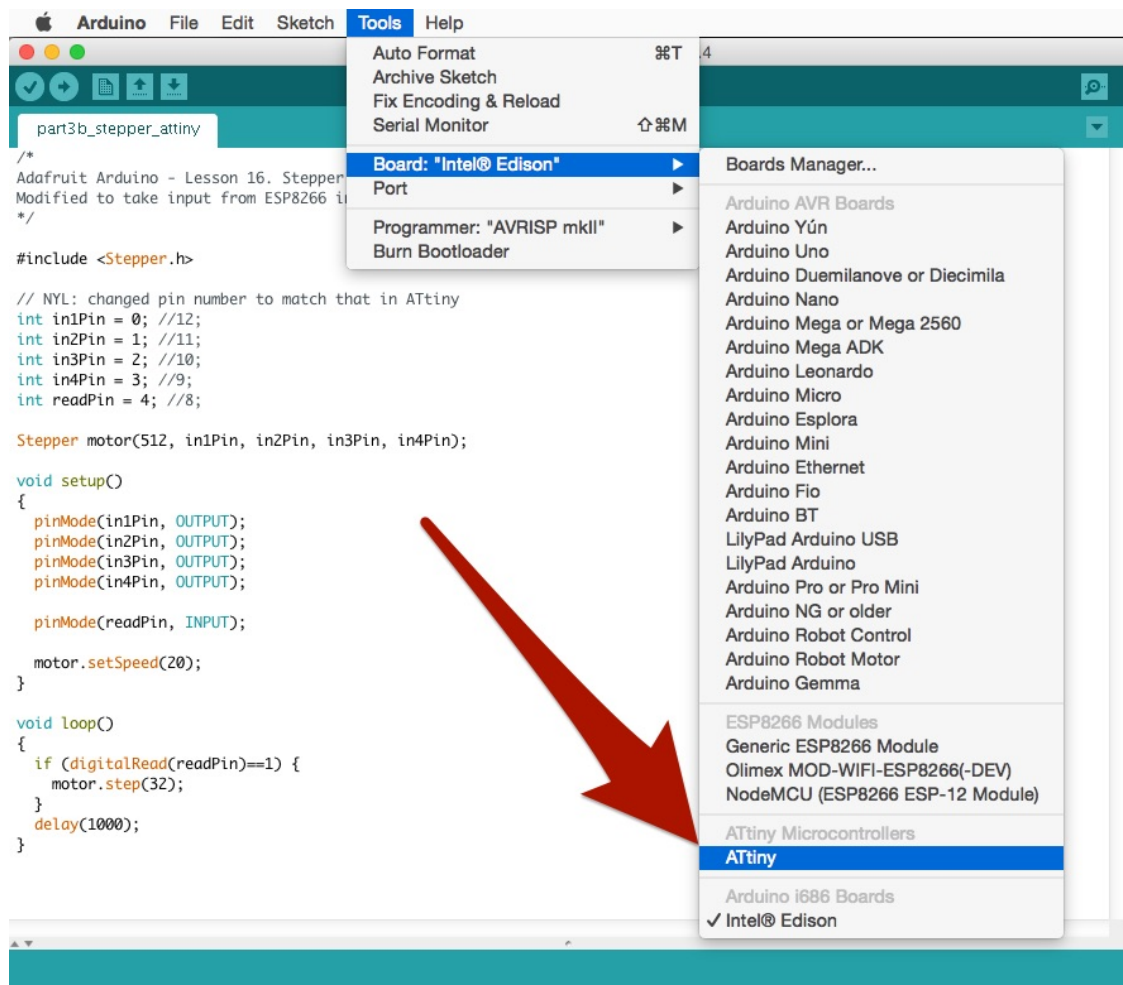 Arduino File Edit Sketch Tools Help
.4
Auto Format ⌘T
Archive Sketch
Fix Encoding & Reload
Serial Monitor ⇧⌘M
Board: "Intel® Edison"
Port
Programmer: "AVRISP mkII"
Burn Bootloader
part3b_stepper_attiny
/*
Adafruit Arduino - Lesson 16. Stepper
Modified to take input from ESP8266
*/
#include <Stepper.h>
// NYL: changed pin number to match that in ATtiny
int in1Pin = 0; //12;
int in2Pin = 1; //11;
int in3Pin = 2; //10;
int in4Pin = 3; //9;
int readPin = 4; //8;
Stepper motor(512, in1Pin, in2Pin, in3Pin, in4Pin);
void setup()
{
pinMode(in1Pin, OUTPUT);
pinMode(in2Pin, OUTPUT);
pinMode(in3Pin, OUTPUT);
pinMode(in4Pin, OUTPUT);
pinMode(readPin, INPUT);
motor.setSpeed(20);
}
void loop()
{
if (digitalRead(readPin)==1) {
motor.step(32);
}
delay(1000);
}
Boards Manager...
Arduino AVR Boards
Arduino Yún
Arduino Uno
Arduino Duemilanove or Diecimila
Arduino Nano
Arduino Mega or Mega 2560
Arduino Mega ADK
Arduino Leonardo
Arduino Micro
Arduino Esplora
Arduino Mini
Arduino Ethernet
Arduino Fio
Arduino BT
LilyPad Arduino USB
LilyPad Arduino
Arduino Pro or Pro Mini
Arduino NG or older
Arduino Robot Control
Arduino Robot Motor
Arduino Gemma
ESP8266 Modules
Generic ESP8266 Module
Olimex MOD-WIFI-ESP8266(-DEV)
NodeMCU (ESP8266 ESP-12 Module)
ATtiny Microcontrollers
ATtiny
Arduino i686 Boards
✓ Intel® Edison